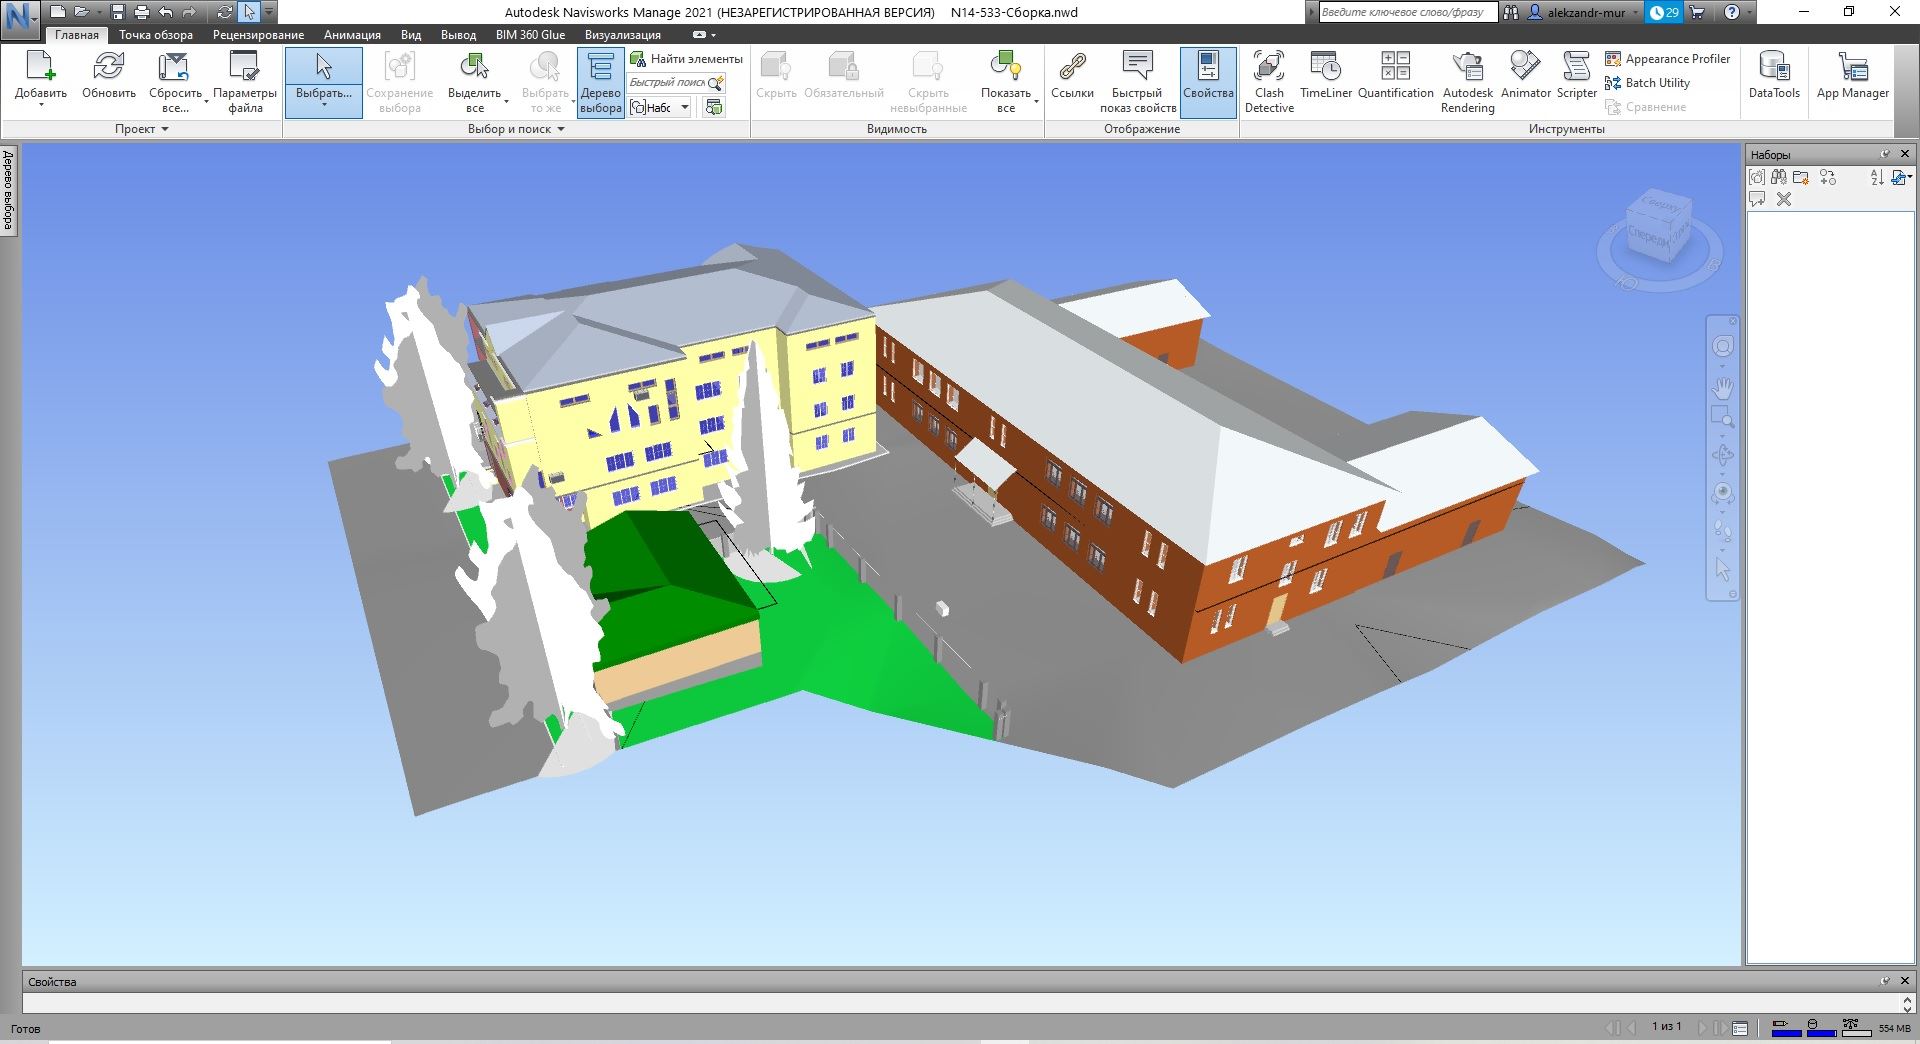 Autodesk Navisworks Manage 2021 (НЕЗАРЕГИСТРИРОВАННАЯ ВЕРСИЯ) N14-533-Сборка.nwd
Введите ключевое слово/фразу
alekzandr-mur
29
Главная Точка обзора Рецензирование Анимация Вид Вывод BIM 360 Glue Визуализация
Добавить
Обновить
Сбросить все...
Параметры файла
Выбрать...
Сохранение выбора
Выделить все
Выбрать то же
Дерево выбора
Найти элементы
Быстрый поиск
Набс
Скрыть
Обязательный
Скрыть невыбранные
Показать все
Ссылки
Быстрый показ свойств
Свойства
Clash Detective
TimeLiner
Quantification
Autodesk Rendering
Animator
Scripter
Appearance Profiler
Batch Utility
Сравнение
DataTools
App Manager
Проект
Выбор и поиск
Видимость
Отображение
Инструменты
Дерево выбора
Наборы
Сверху
Спереди
Ю
В
Свойства
Готов
1 из 1
554 MB